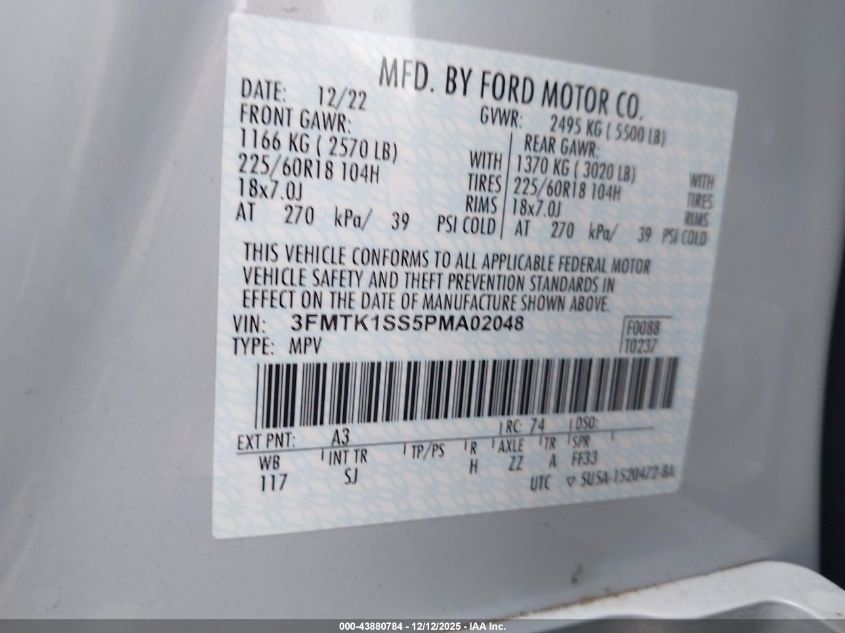 MFD. BY FORD MOTOR CO.
DATE: 12/22 GVWR: 2495 KG ( 5500 LB)
FRONT GAWR: REAR GAWR:
1166 KG ( 2570 LB) WITH 1370 KG ( 3020 LB) WITH
225/60R18 104H TIRES 225/60R18 104H TIRES
18x7.0J RIMS 18x7.0J RIMS
AT 270 kPa/ 39 PSI COLD AT 270 kPa/ 39 PSI COLD
THIS VEHICLE CONFORMS TO ALL APPLICABLE FEDERAL MOTOR
VEHICLE SAFETY AND THEFT PREVENTION STANDARDS IN
EFFECT ON THE DATE OF MANUFACTURE SHOWN ABOVE.
VIN: 3FMTK1SS5PMA02048 F0088
TYPE: MPV T0237
EXT PNT: A3 RC: 74 DSO:
WB INT TR TP/PS R AXLE TR SPR
117 SJ H ZZ A FF33
UTC ▽ SU5A-1520472-BA
000-43880784 - 12/12/2025 - IAA Inc.